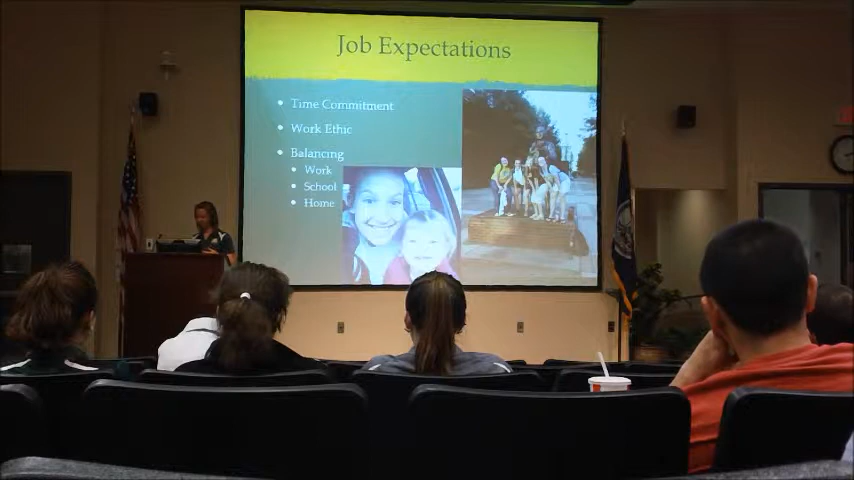 Job Expectations
Time Commitment
Work Ethic
Balancing
Work
School
Home